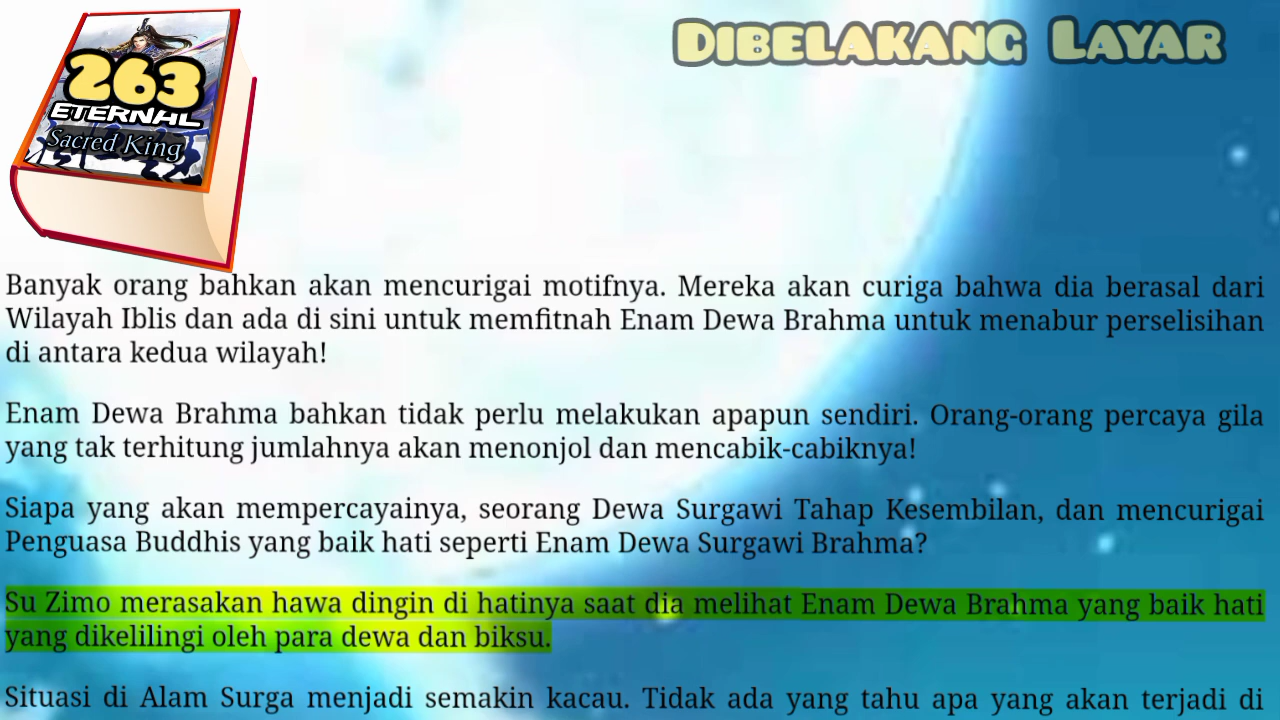 Dibelakang Layar
263
ETERNAL
Sacred King
Banyak orang bahkan akan mencurigai motifnya. Mereka akan curiga bahwa dia berasal dari
Wilayah Iblis dan ada di sini untuk memfitnah Enam Dewa Brahma untuk menabur perselisihan
di antara kedua wilayah!
Enam Dewa Brahma bahkan tidak perlu melakukan apapun sendiri. Orang-orang percaya gila
yang tak terhitung jumlahnya akan menonjol dan mencabik-cabiknya!
Siapa yang akan mempercayainya, seorang Dewa Surgawi Tahap Kesembilan, dan mencurigai
Penguasa Buddhis yang baik hati seperti Enam Dewa Surgawi Brahma?
Su Zimo merasakan hawa dingin di hatinya saat dia melihat Enam Dewa Brahma yang baik hati
yang dikelilingi oleh para dewa dan biksu.
Situasi di Alam Surga menjadi semakin kacau. Tidak ada yang tahu apa yang akan terjadi di